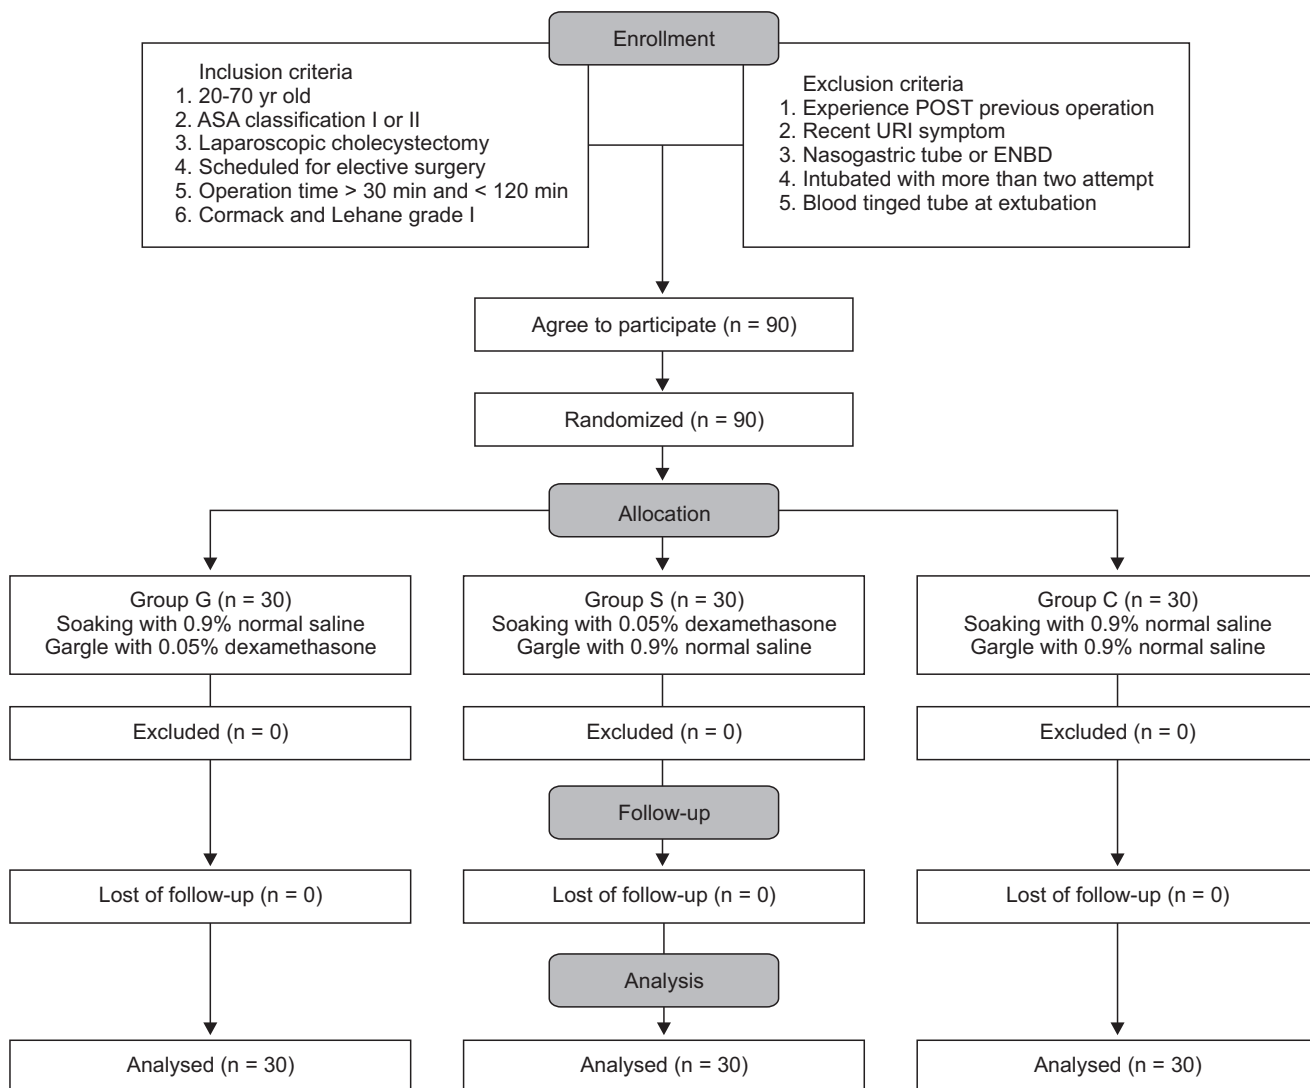 Enrollment
Inclusion criteria
1. 20-70 yr old
2. ASA classification I or II
3. Laparoscopic cholecystectomy
4. Scheduled for elective surgery
5. Operation time > 30 min and < 120 min
6. Cormack and Lehane grade I
Exclusion criteria
1. Experience POST previous operation
2. Recent URI symptom
3. Nasogastric tube or ENBD
4. Intubated with more than two attempt
5. Blood tinged tube at extubation
Agree to participate (n = 90)
Randomized (n = 90)
Allocation
Group G (n = 30)
Soaking with 0.9% normal saline
Gargle with 0.05% dexamethasone
Group S (n = 30)
Soaking with 0.05% dexamethasone
Gargle with 0.9% normal saline
Group C (n = 30)
Soaking with 0.9% normal saline
Gargle with 0.9% normal saline
Excluded (n = 0)
Excluded (n = 0)
Excluded (n = 0)
Follow-up
Lost of follow-up (n = 0)
Lost of follow-up (n = 0)
Lost of follow-up (n = 0)
Analysis
Analysed (n = 30)
Analysed (n = 30)
Analysed (n = 30)